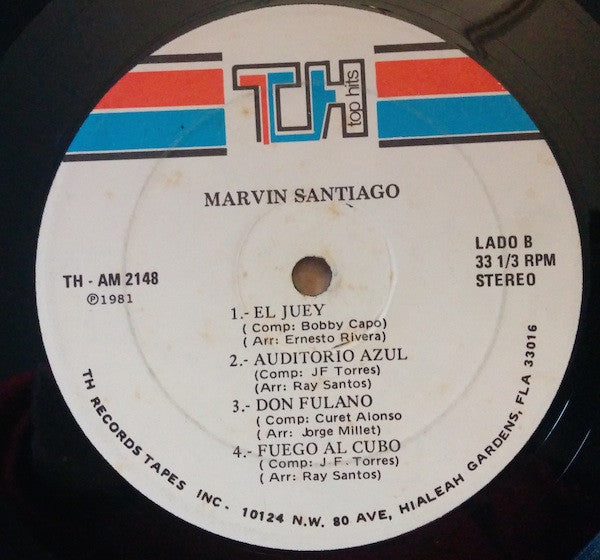 TH
top hits
MARVIN SANTIAGO
TH - AM 2148
℗1981
LADO B
33 1/3 RPM
STEREO
1.- EL JUEY
( Comp: Bobby Capo)
( Arr: Ernesto Rivera)
2.- AUDITORIO AZUL
(Comp: JF Torres)
(Arr: Ray Santos)
3.- DON FULANO
( Comp: Curet Alonso
( Arr: Jorge Millet)
4.- FUEGO AL CUBO
( Comp: J F. Torres)
( Arr: Ray Santos)
TH RECORDS TAPES INC - 10124 N.W. 80 AVE, HIALEAH GARDENS, FLA 33016